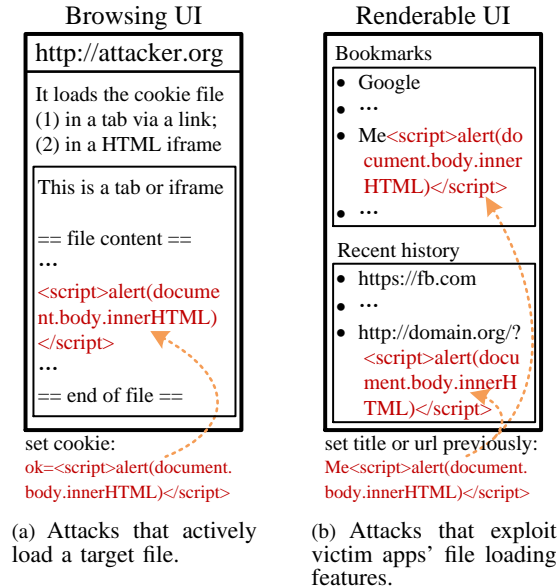 Browsing UI
http://attacker.org
It loads the cookie file
(1) in a tab via a link;
(2) in a HTML iframe
This is a tab or iframe
== file content ==
...
<script>alert(docume
nt.body.innerHTML)
</script>
...
== end of file ==
set cookie:
ok=<script>alert(document.
body.innerHTML)</script>
(a) Attacks that actively
load a target file.
Renderable UI
Bookmarks
• Google
• ...
• Me<script>alert(do
cument.body.inner
HTML)</script>
• ...
Recent history
• https://fb.com
• ...
• http://domain.org/?
<script>alert(docu
ment.body.innerH
TML)</script>
set title or url previously:
Me<script>alert(document.
body.innerHTML)</script>
(b) Attacks that exploit
victim apps' file loading
features.